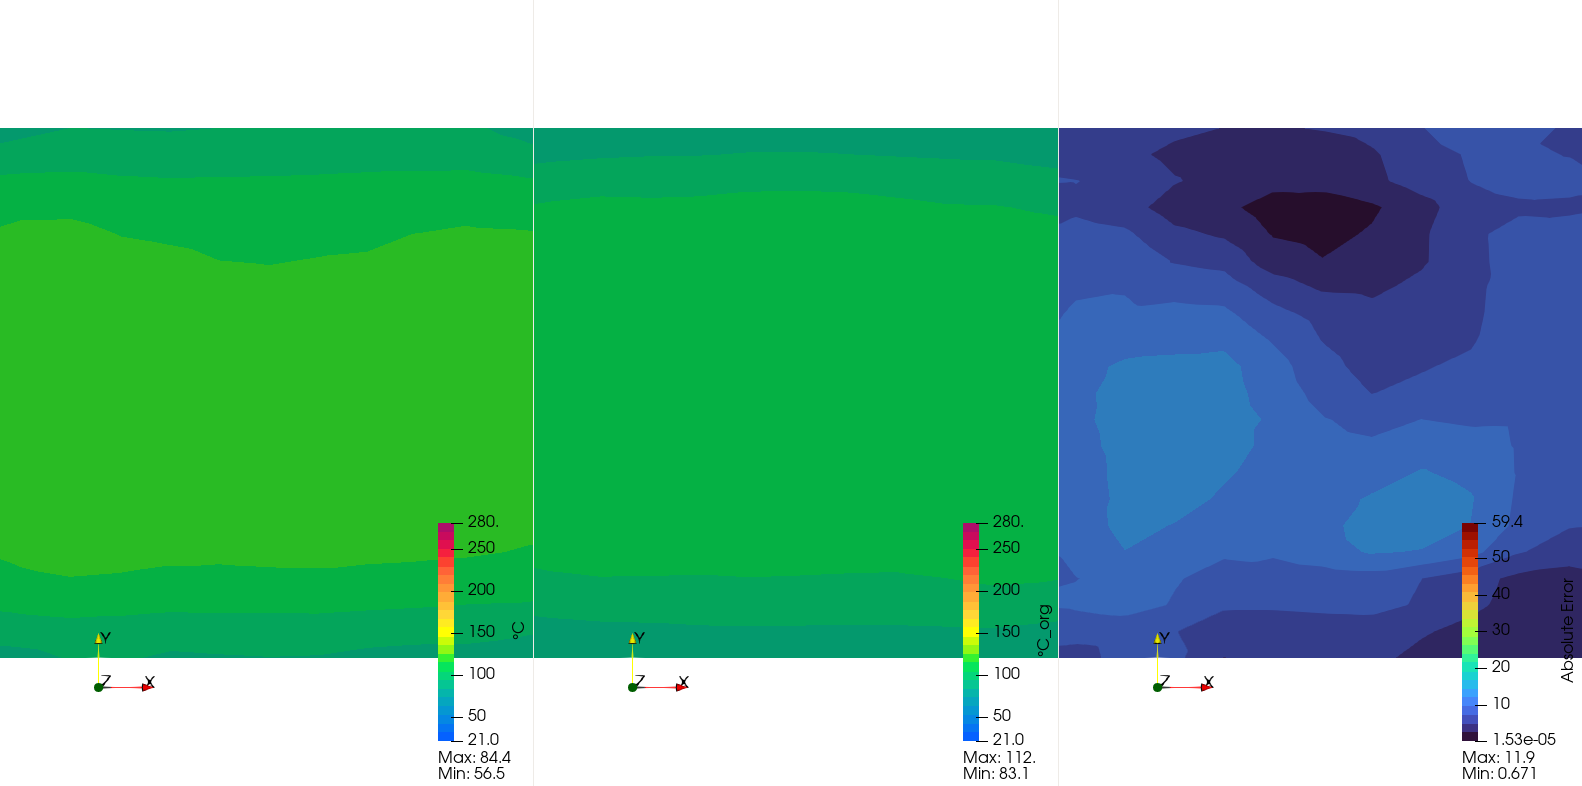 280.
250
200
150
100
50
21.0
°C
Max: 84.4
Min: 56.5
Y
Z
X
280.
250
200
150
100
50
21.0
°C_org
Max: 112.
Min: 83.1
Y
Z
X
59.4
50
40
30
20
10
1.53e-05
Absolute Error
Max: 11.9
Min: 0.671
Y
Z
X